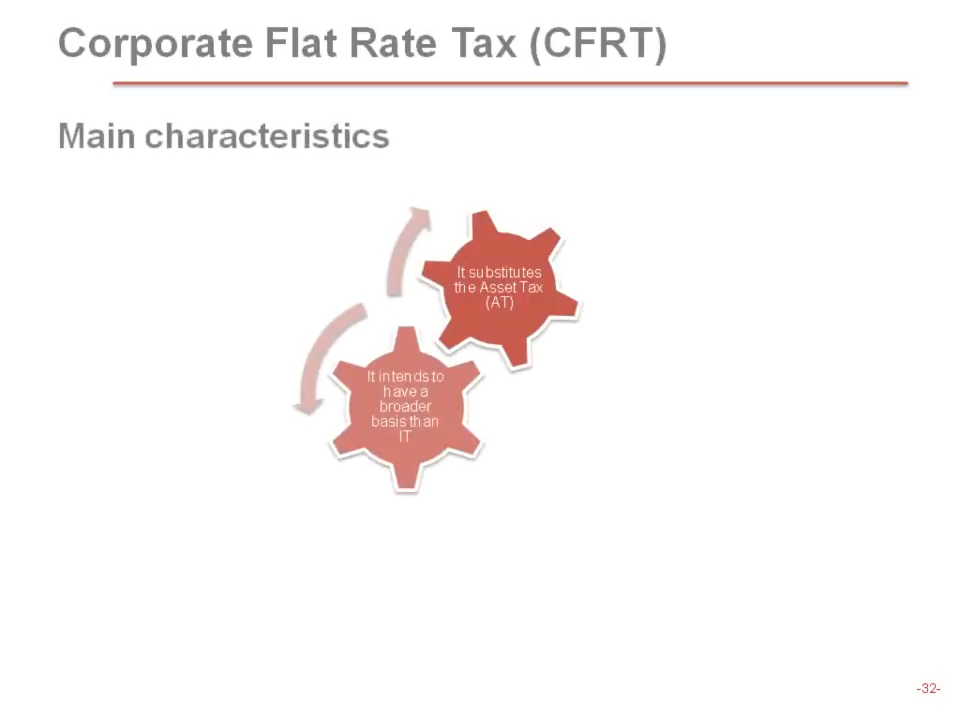 Corporate Flat Rate Tax (CFRT)
Main characteristics
It substitutes
the Asset Tax
(AT)
It intends to
have a
broader
basis than
IT
-32-